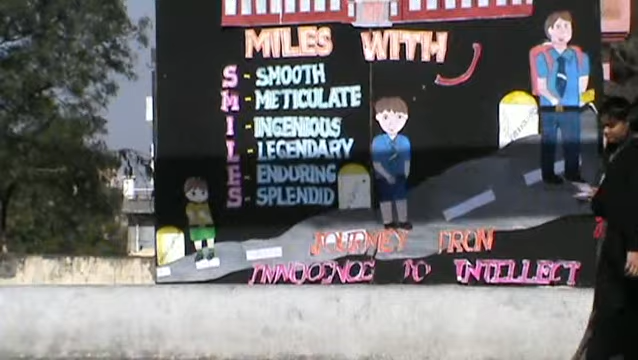 MILES WITH
S - SMOOTH
M - METICULATE
I - INGENIOUS
L - LEGENDARY
E - ENDURING
S - SPLENDID
JOURNEY FROM
INNOCENCE TO INTELLECT